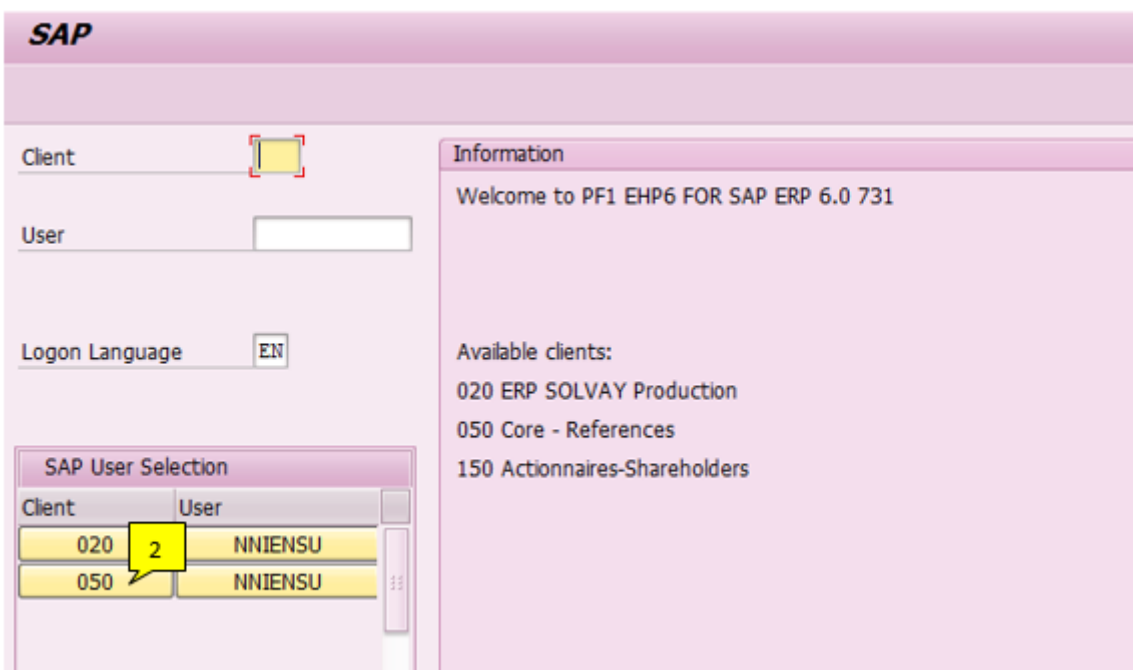 SAP
Client
User
Logon Language EN
SAP User Selection
Client User
020 NNIENSU
2
050 NNIENSU
Information
Welcome to PF1 EHP6 FOR SAP ERP 6.0 731
Available clients:
020 ERP SOLVAY Production
050 Core - References
150 Actionnaires-Shareholders